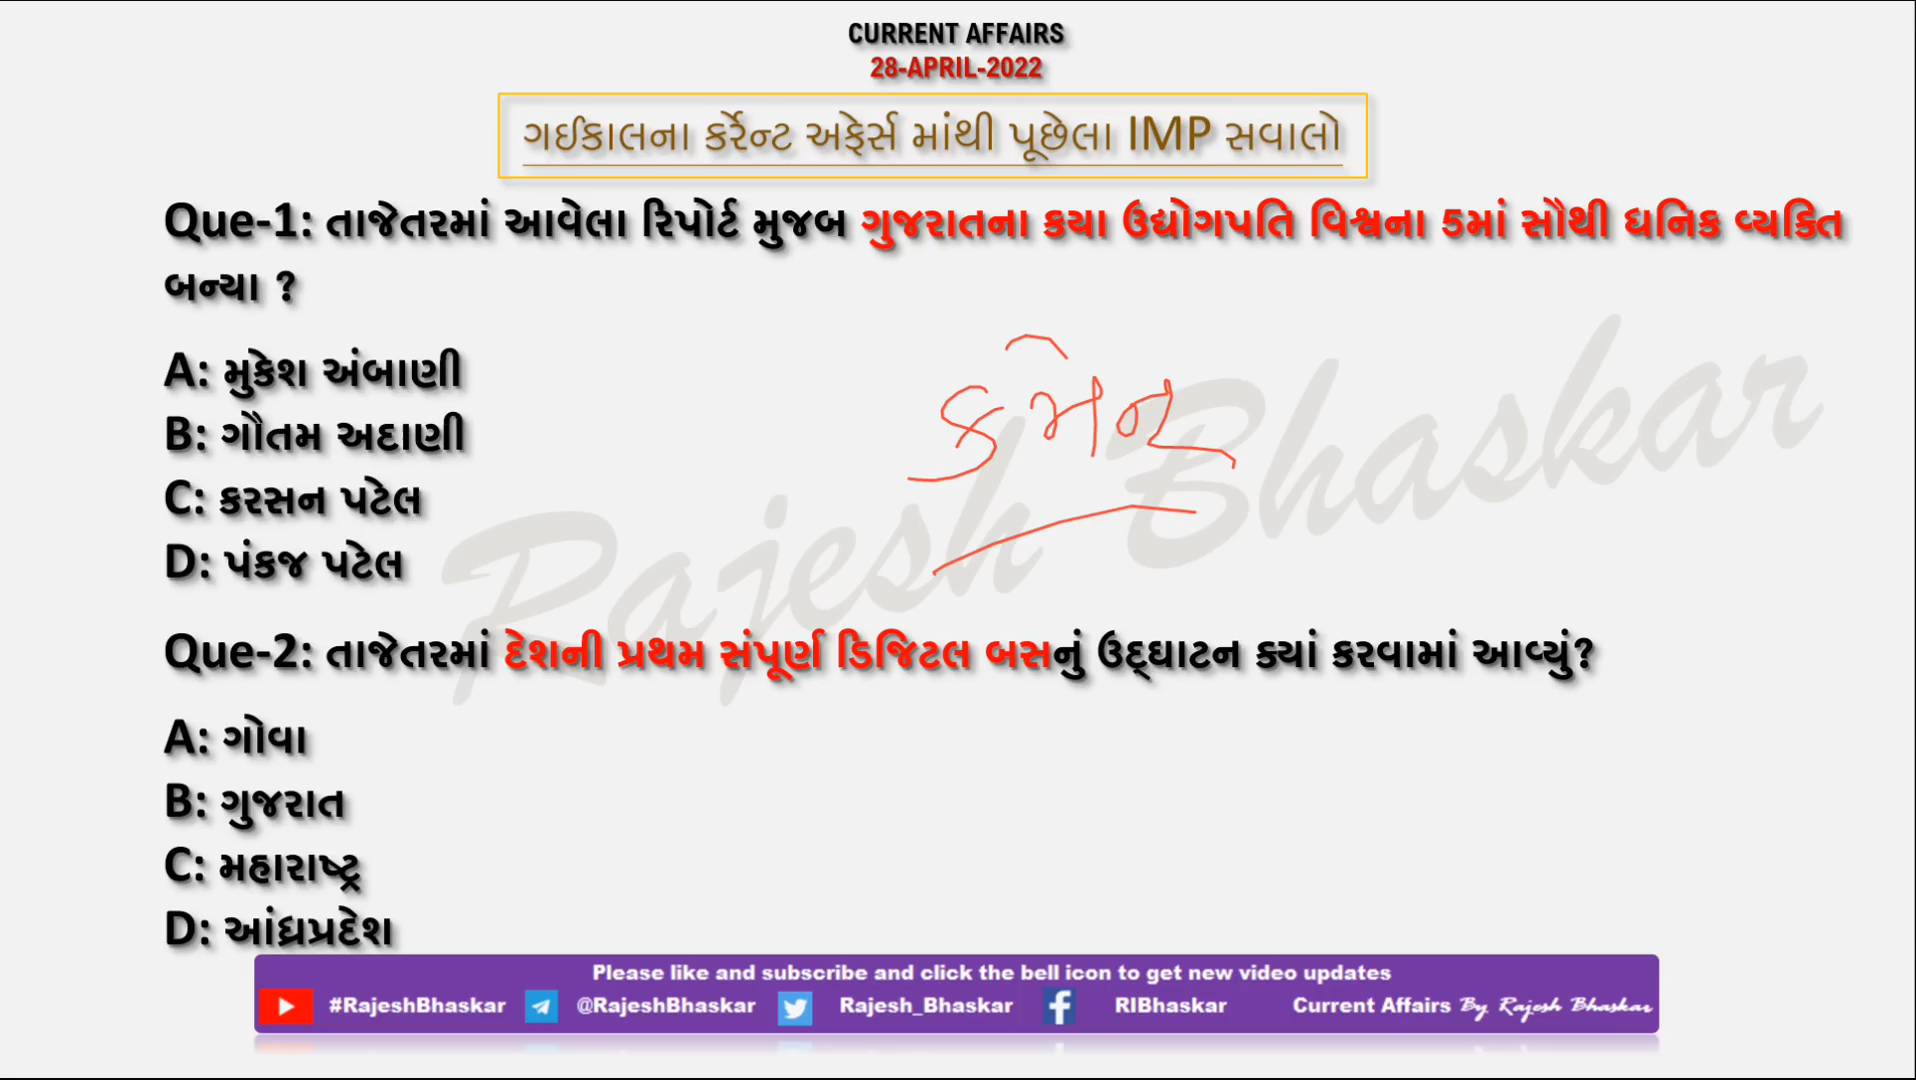 CURRENT AFFAIRS
28-APRIL-2022
ગઈકાલના કર્રેન્ટ અફેર્સ માંથી પૂછેલા IMP સવાલો
Que-1: તાજેતરમાં આવેલા રિપોર્ટ મુજબ ગુજરાતના કયા ઉદ્યોગપતિ વિશ્વના 5માં સૌથી ધનિક વ્યકિત
બન્યા ?
A: મુકેશ અંબાણી
B: ગૌતમ અદાણી
C: કરસન પટેલ
D: પંકજ પટેલ
Rajesh Bhaskar
Que-2: તાજેતરમાં દેશની પ્રથમ સંપૂર્ણ ડિજિટલ બસનું ઉદ્‌ઘાટન ક્યાં કરવામાં આવ્યું?
A: ગોવા
B: ગુજરાત
C: મહારાષ્ટ્ર
D: આંધ્રપ્રદેશ
Please like and subscribe and click the bell icon to get new video updates
#RajeshBhaskar @RajeshBhaskar Rajesh_Bhaskar RIBhaskar Current Affairs By Rajesh Bhaskar